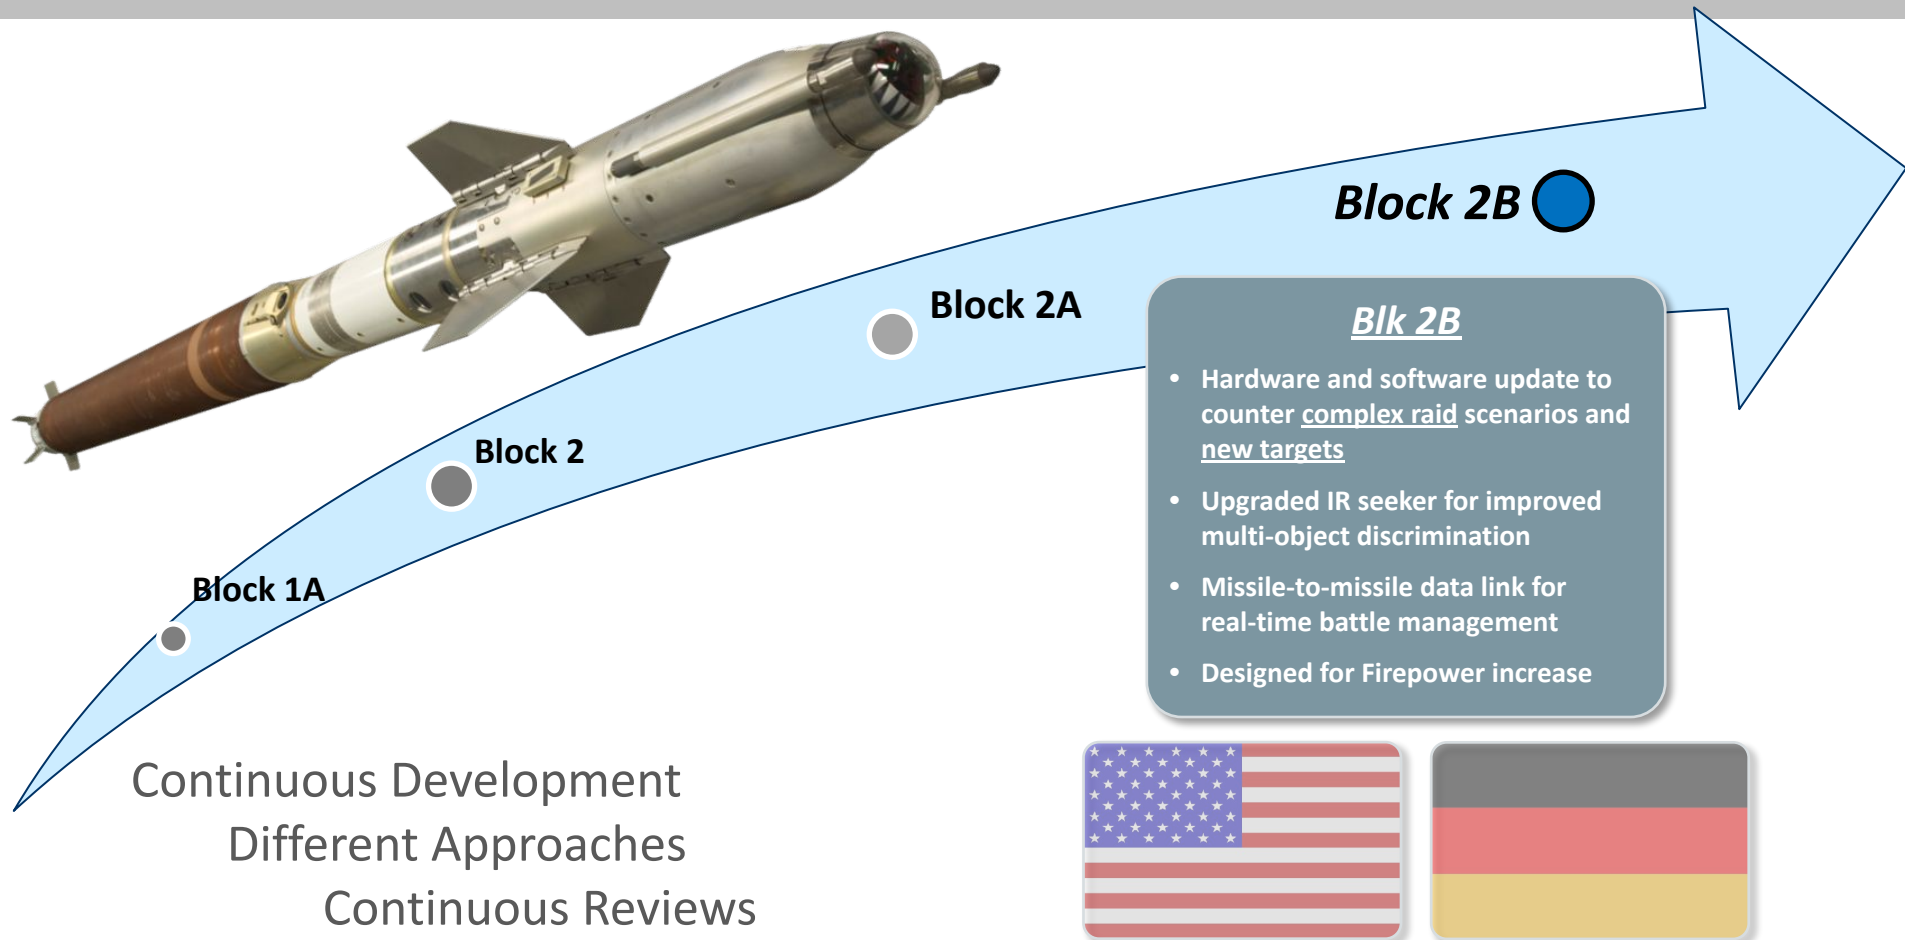 Block 2B
Block 2A
Block 2
Block 1A
Blk 2B
• Hardware and software update to
counter complex raid scenarios and
new targets
• Upgraded IR seeker for improved
multi-object discrimination
• Missile-to-missile data link for
real-time battle management
• Designed for Firepower increase
Continuous Development
Different Approaches
Continuous Reviews